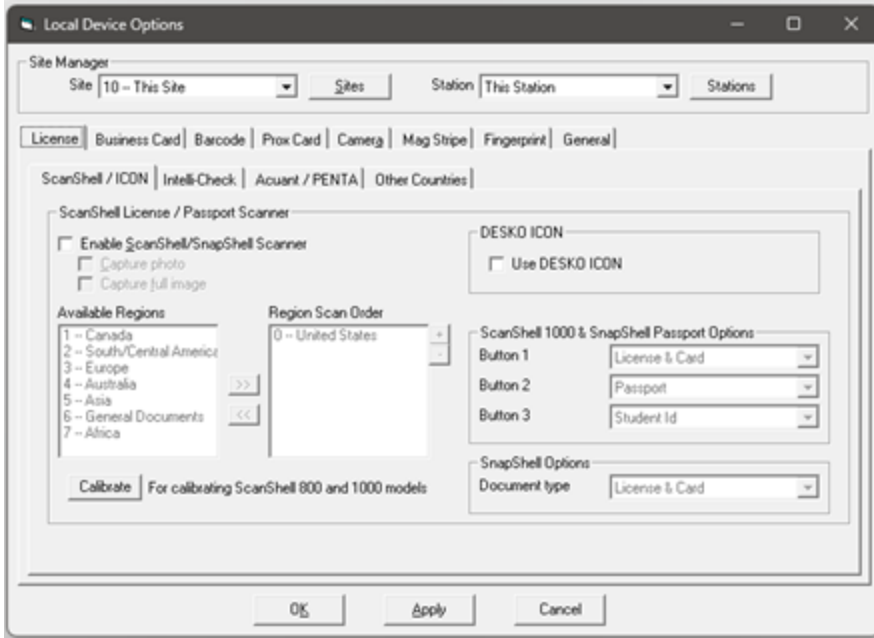 Local Device Options
Site Manager
Site 10 -- This Site Sites Station This Station Stations
License Business Card Barcode Prox Card Camera Mag Stripe Fingerprint General
ScanShell / ICON Intelli-Check Acuant / PENTA Other Countries
ScanShell License / Passport Scanner
Enable ScanShell/SnapShell Scanner
Capture photo
Capture full image
DESKO ICON
Use DESKO ICON
Available Regions
1 -- Canada
2 -- South/Central America
3 -- Europe
4 -- Australia
5 -- Asia
6 -- General Documents
7 -- Africa
>>
<<
Region Scan Order
0 -- United States
+
-
ScanShell 1000 & SnapShell Passport Options
Button 1 License & Card
Button 2 Passport
Button 3 Student Id
Calibrate For calibrating ScanShell 800 and 1000 models
SnapShell Options
Document type License & Card
OK Apply Cancel